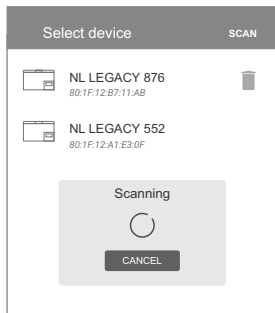 Select device
SCAN
NL LEGACY 876
80:1F:12:B7:11:AB
NL LEGACY 552
80:1F:12:A1:E3:0F
Scanning
CANCEL